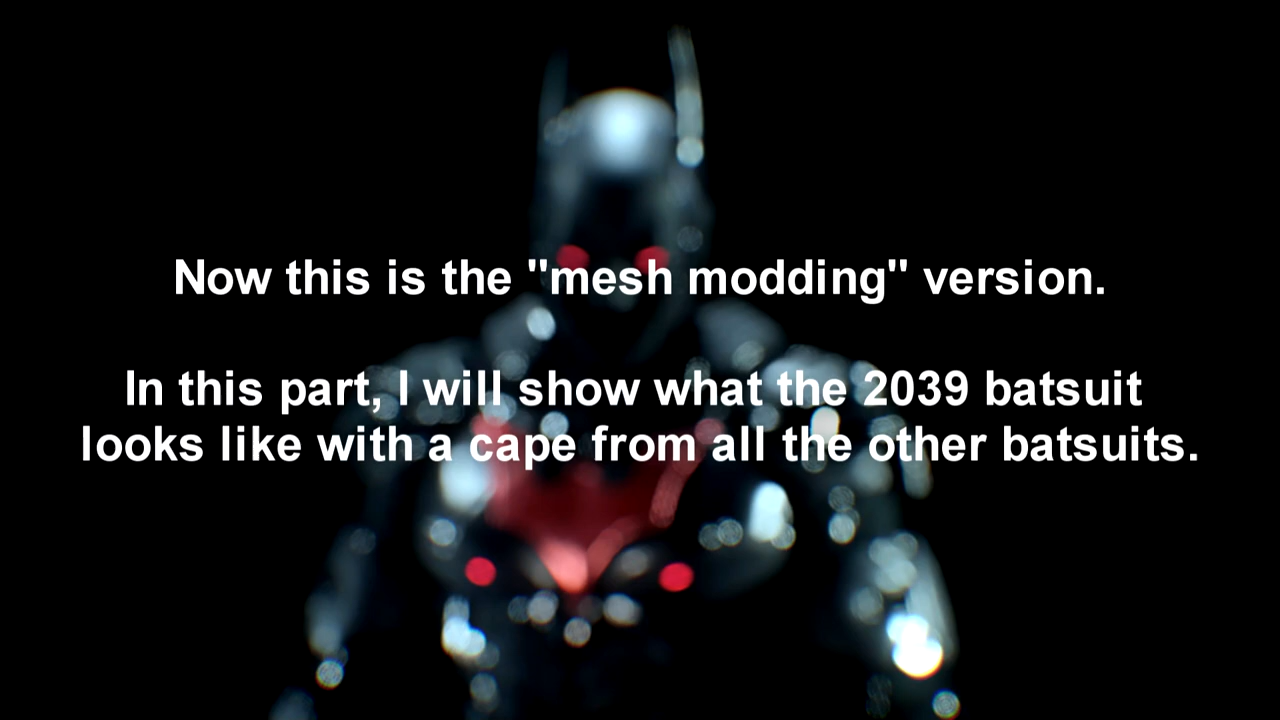 Now this is the "mesh modding" version.
In this part, I will show what the 2039 batsuit
looks like with a cape from all the other batsuits.